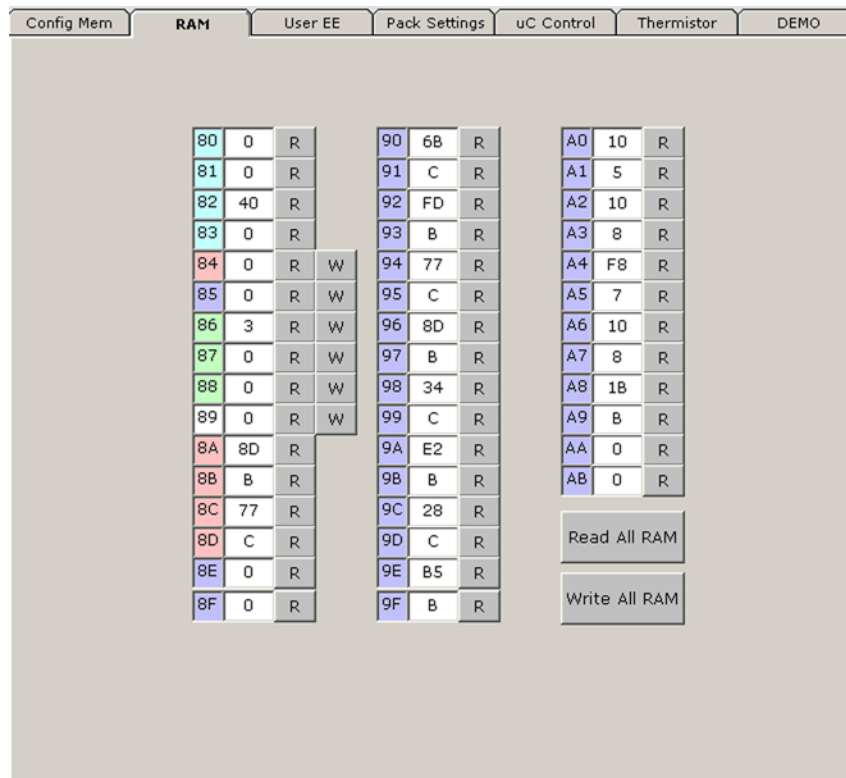 Config Mem RAM User EE Pack Settings uC Control Thermistor DEMO
80 0 R 90 6B R A0 10 R
81 0 R 91 C R A1 5 R
82 40 R 92 FD R A2 10 R
83 0 R 93 B R A3 8 R
84 0 R W 94 77 R A4 F8 R
85 0 R W 95 C R A5 7 R
86 3 R W 96 8D R A6 10 R
87 0 R W 97 B R A7 8 R
88 0 R W 98 34 R A8 1B R
89 0 R W 99 C R A9 B R
8A 8D R 9A E2 R AA 0 R
8B B R 9B B R AB 0 R
8C 77 R 9C 28 R
8D C R 9D C R Read All RAM
8E 0 R 9E B5 R
8F 0 R 9F B R Write All RAM